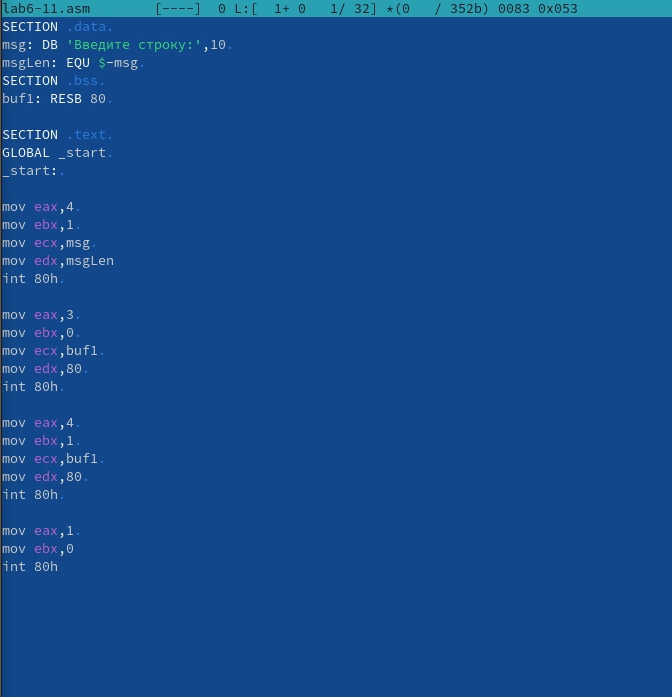 lab6-11.asm [----] 0 L:[ 1+ 0 1/ 32] *(0 / 352b) 0083 0x053
SECTION .data.
msg: DB 'Введите строку:',10.
msgLen: EQU $-msg.
SECTION .bss.
buf1: RESB 80.
SECTION .text.
GLOBAL _start.
_start:.
mov eax,4.
mov ebx,1.
mov ecx,msg.
mov edx,msgLen
int 80h.
mov eax,3.
mov ebx,0.
mov ecx,buf1.
mov edx,80.
int 80h.
mov eax,4.
mov ebx,1.
mov ecx,buf1.
mov edx,80.
int 80h.
mov eax,1.
mov ebx,0
int 80h